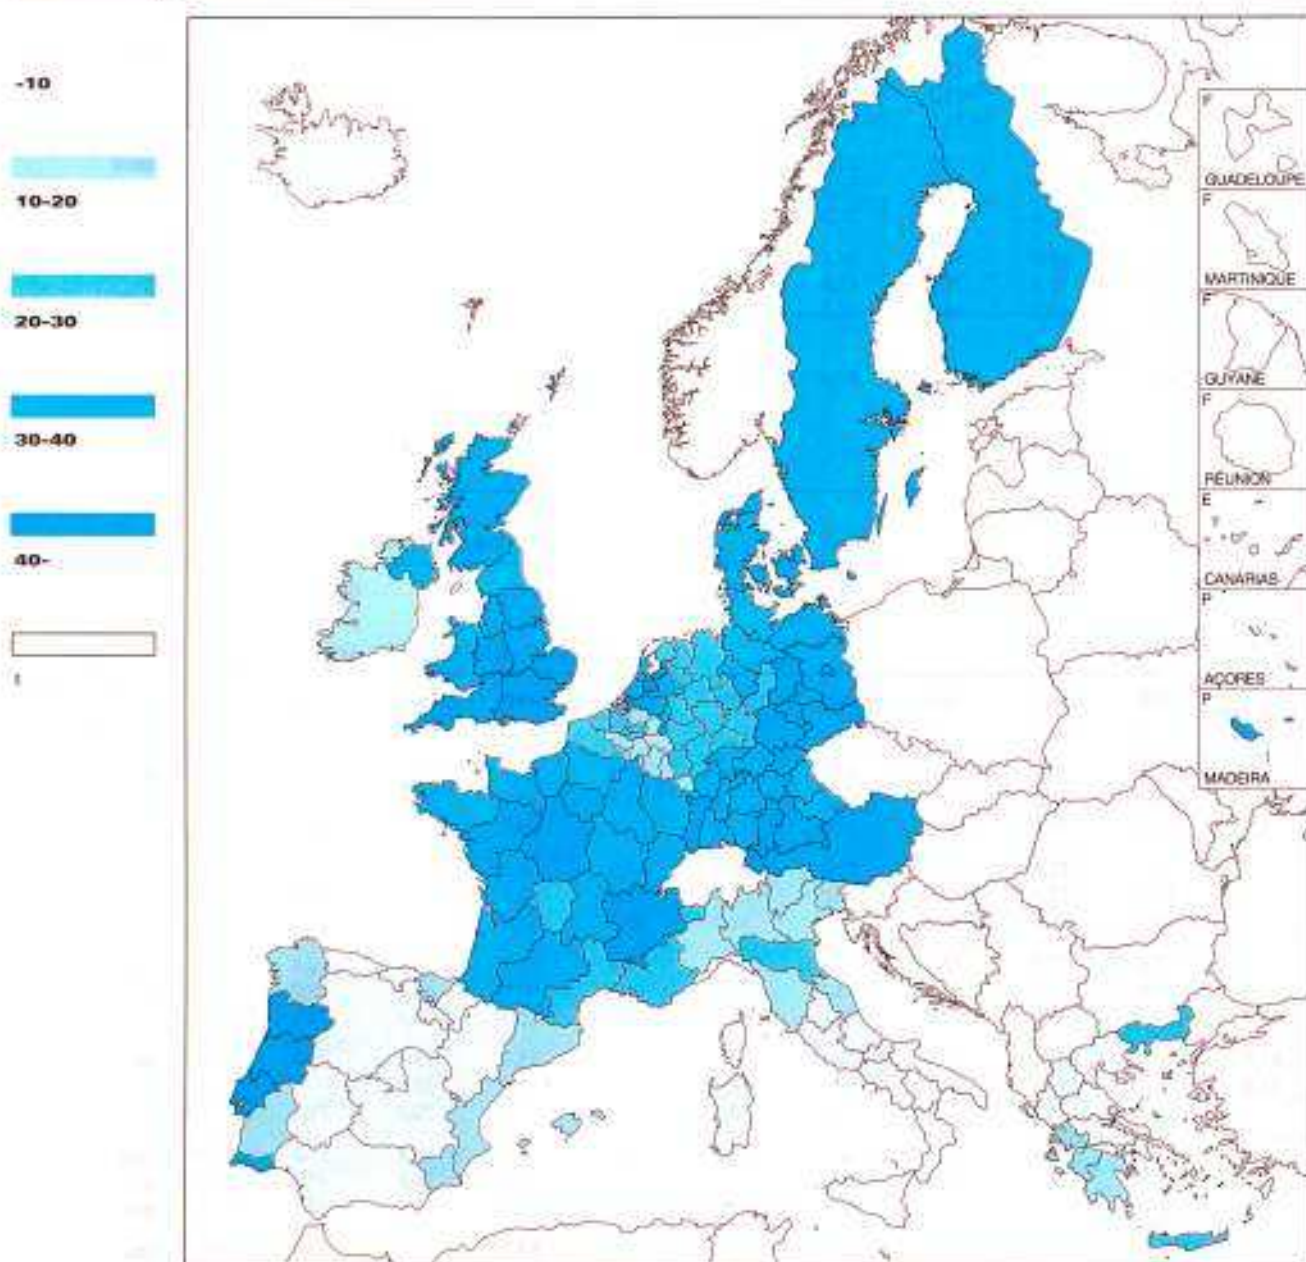 -10
10-20
20-30
30-40
40-
F
GUADELOUPE
F
MARTINIQUE
F
GUYANE
F
RÉUNION
E
CANARIAS
P
AÇORES
P
MADEIRA